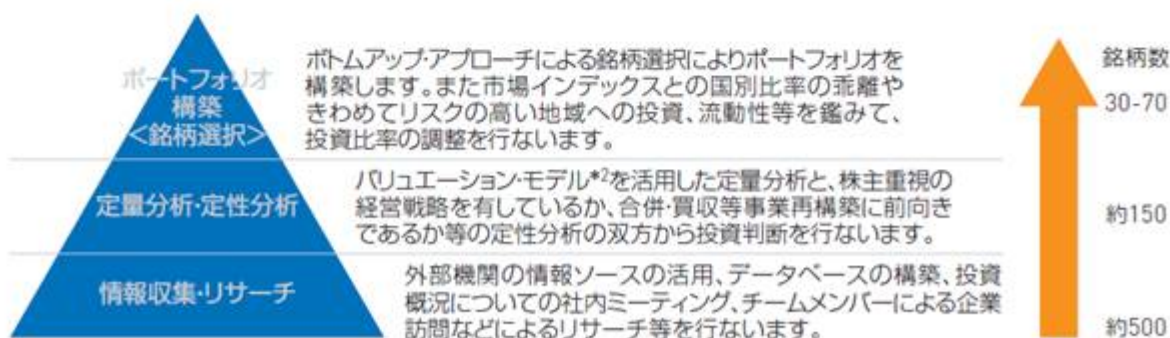 ポートフォリオ
構築
<銘柄選択>
ボトムアップ・アプローチによる銘柄選択によりポートフォリオを
構築します。また市場インデックスとの国別比率の乖離や
きわめてリスクの高い地域への投資、流動性等を鑑みて、
投資比率の調整を行ないます。
銘柄数
30-70
定量分析・定性分析
バリュエーション・モデル*2を活用した定量分析と、株主重視の
経営戦略を有しているか、合併・買収等事業再構築に前向き
であるか等の定性分析の双方から投資判断を行ないます。
約150
情報収集・リサーチ
外部機関の情報ソースの活用、データベースの構築、投資
概況についての社内ミーティング、チームメンバーによる企業
訪問などによるリサーチ等を行ないます。
約500